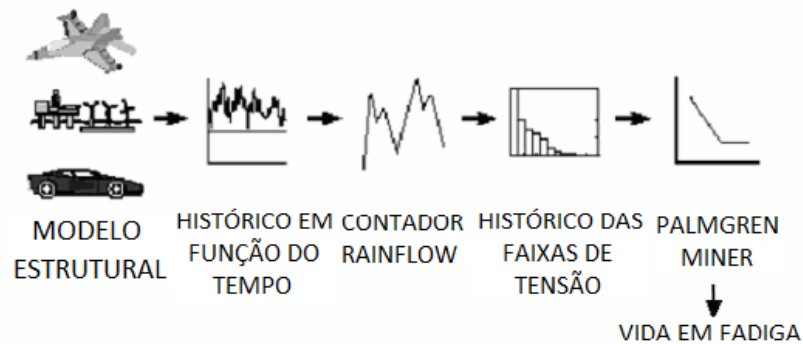 MODELO
ESTRUTURAL
HISTÓRICO EM
FUNÇÃO DO
TEMPO
CONTADOR
RAINFLOW
HISTÓRICO DAS
FAIXAS DE
TENSÃO
PALMGREN
MINER
VIDA EM FADIGA